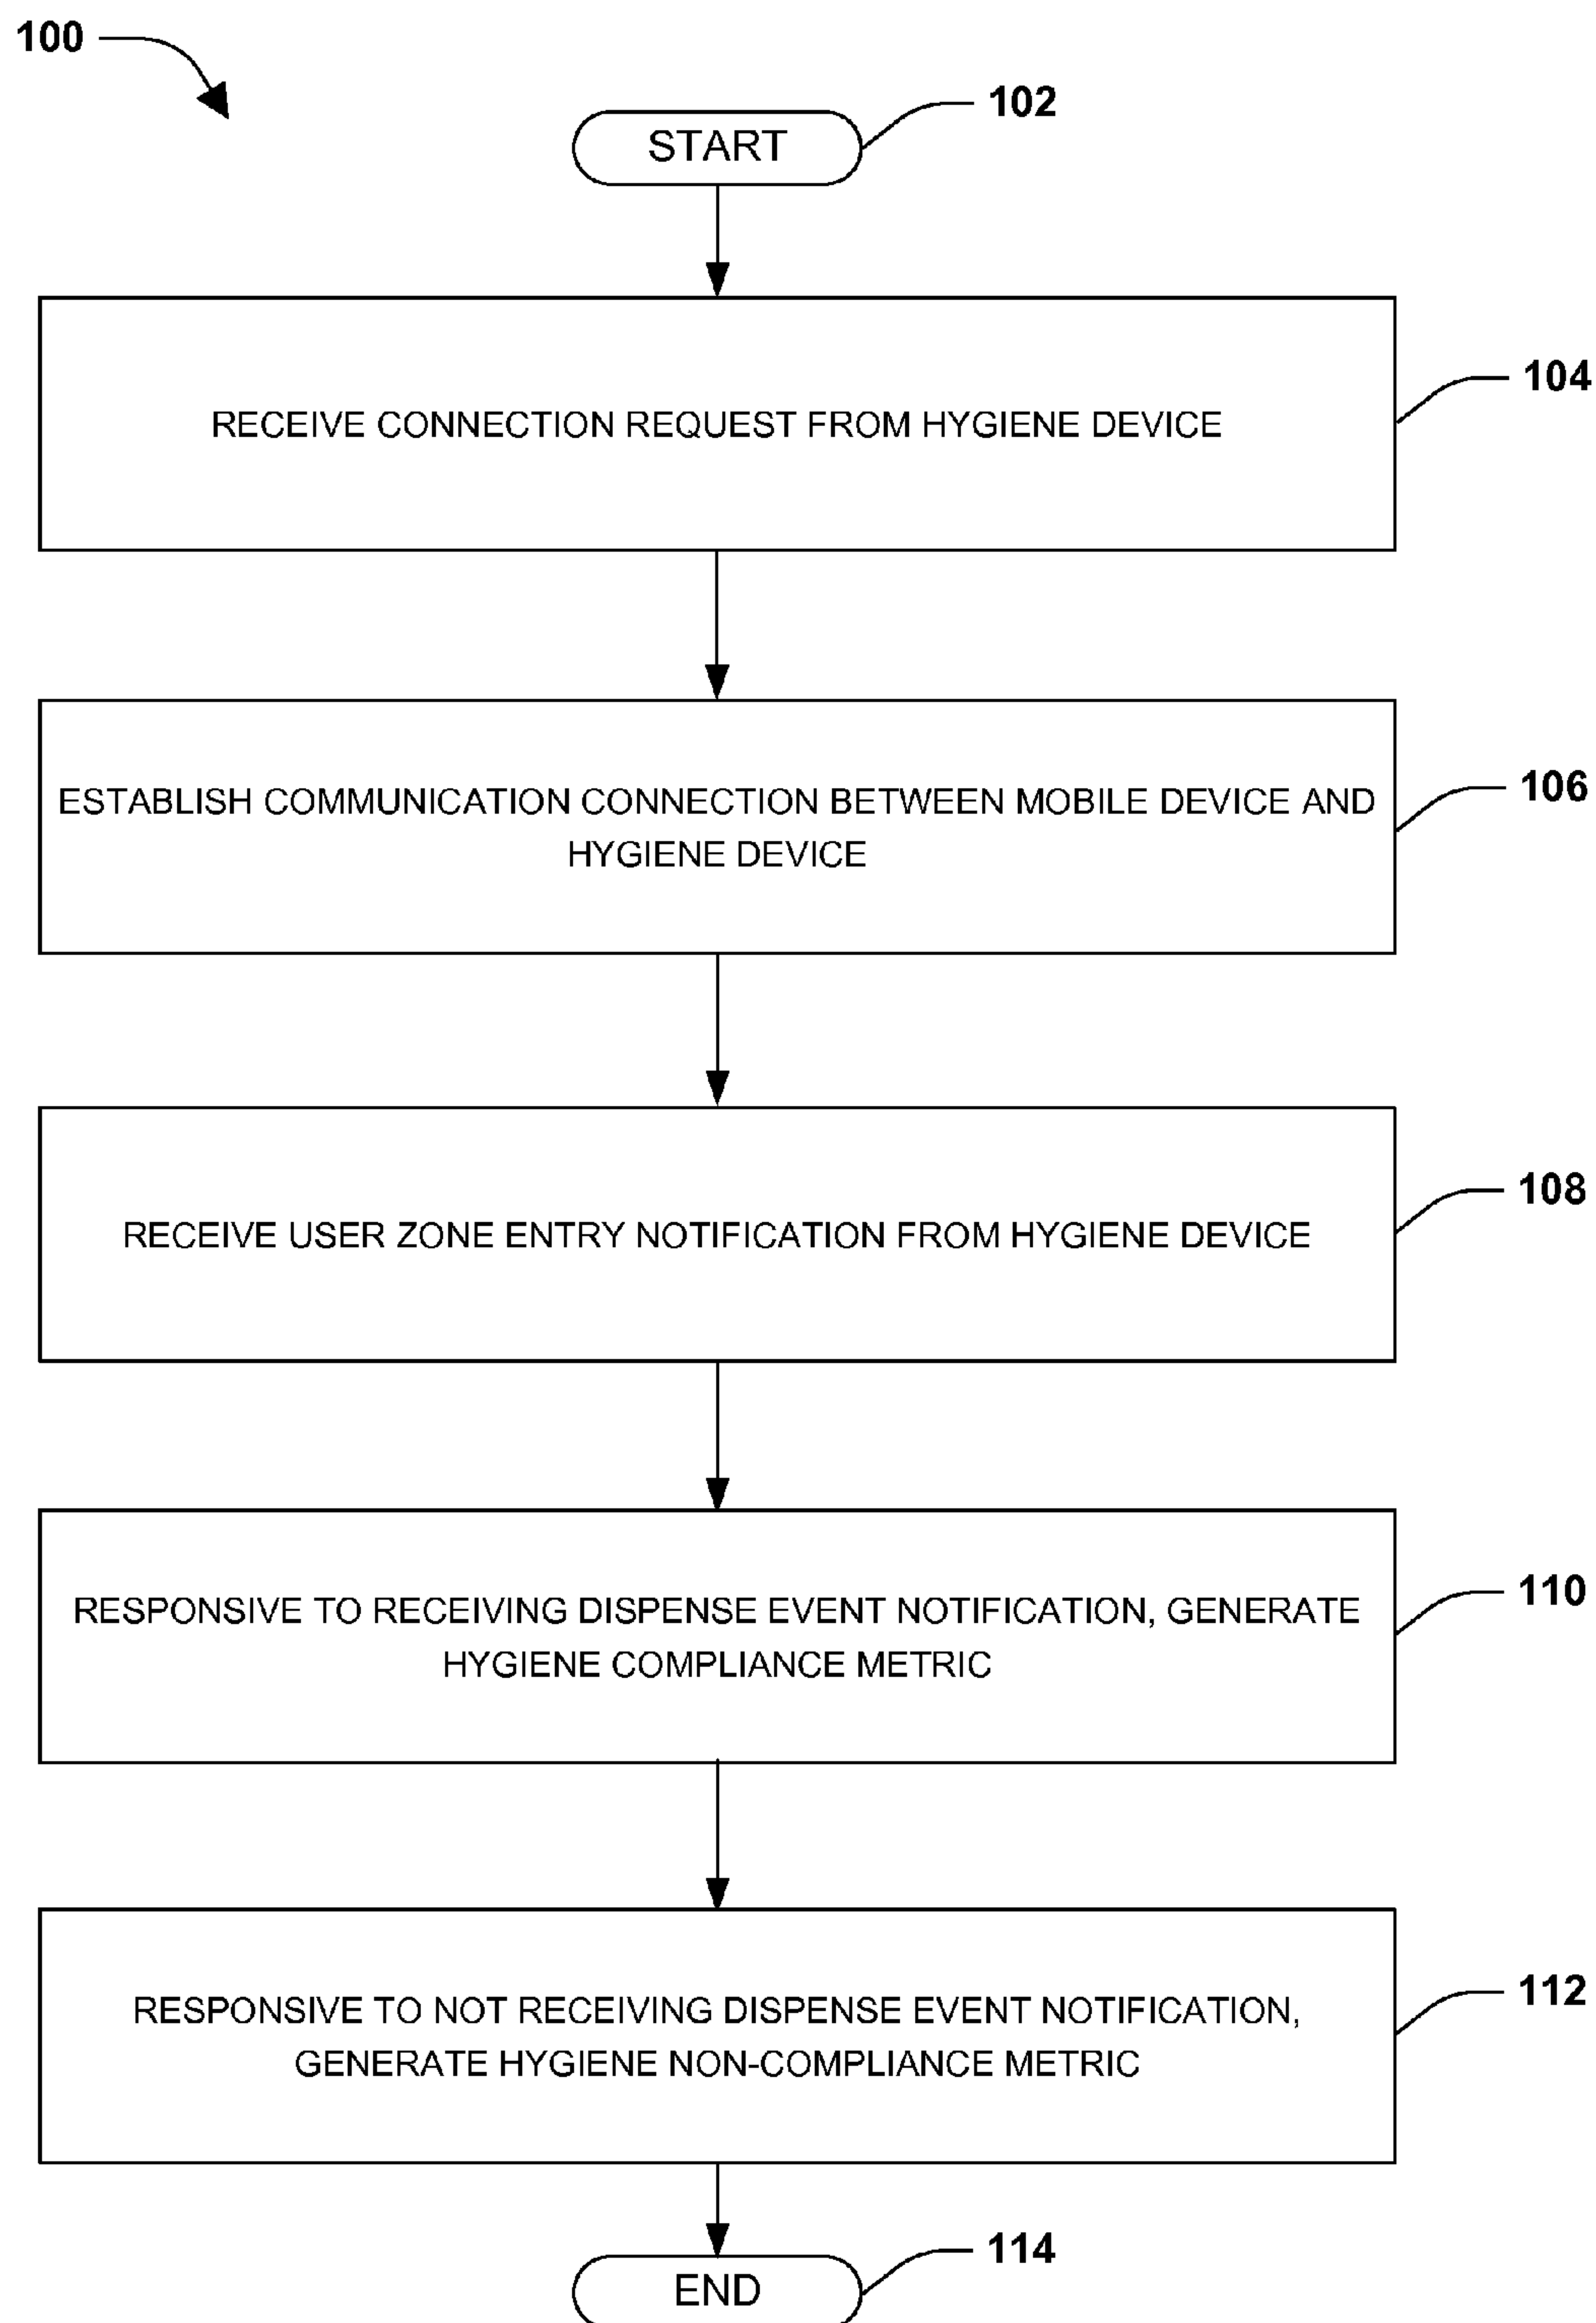 100
102
START
104
RECEIVE CONNECTION REQUEST FROM HYGIENE DEVICE
106
ESTABLISH COMMUNICATION CONNECTION BETWEEN MOBILE DEVICE AND
HYGIENE DEVICE
108
RECEIVE USER ZONE ENTRY NOTIFICATION FROM HYGIENE DEVICE
110
RESPONSIVE TO RECEIVING DISPENSE EVENT NOTIFICATION, GENERATE
HYGIENE COMPLIANCE METRIC
112
RESPONSIVE TO NOT RECEIVING DISPENSE EVENT NOTIFICATION,
GENERATE HYGIENE NON-COMPLIANCE METRIC
114
END